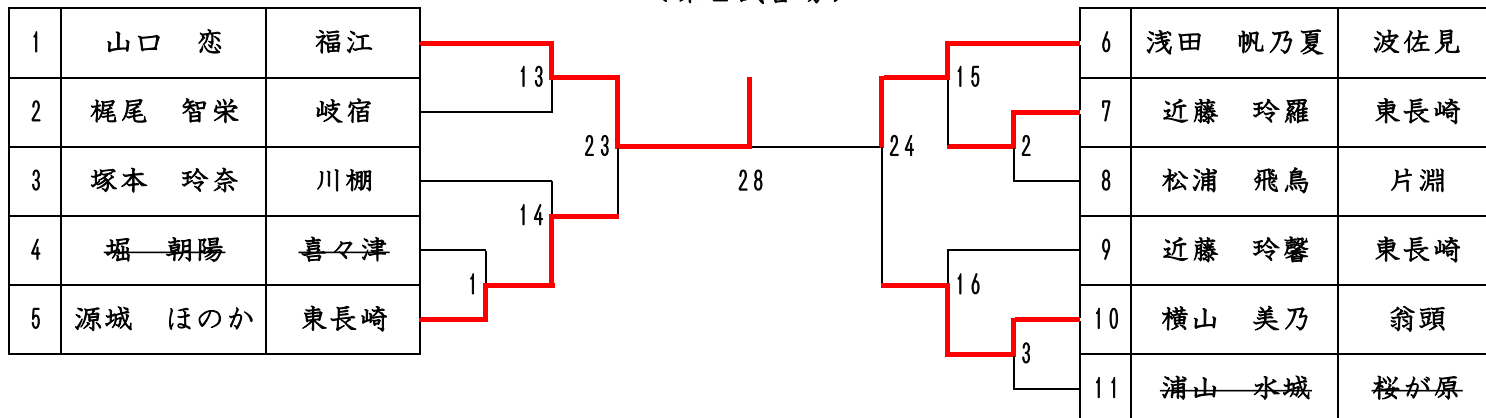 1 山口 恋 福江
2 梶尾 智栄 岐宿
3 塚本 玲奈 川棚
4 堀 朝陽 喜々津
5 源城 ほのか 東長崎
13
14
1
23
28
24
15
2
16
3
6 浅田 帆乃夏 波佐見
7 近藤 玲羅 東長崎
8 松浦 飛鳥 片淵
9 近藤 玲馨 東長崎
10 横山 美乃 翁頭
11 浦山 水城 桜が原